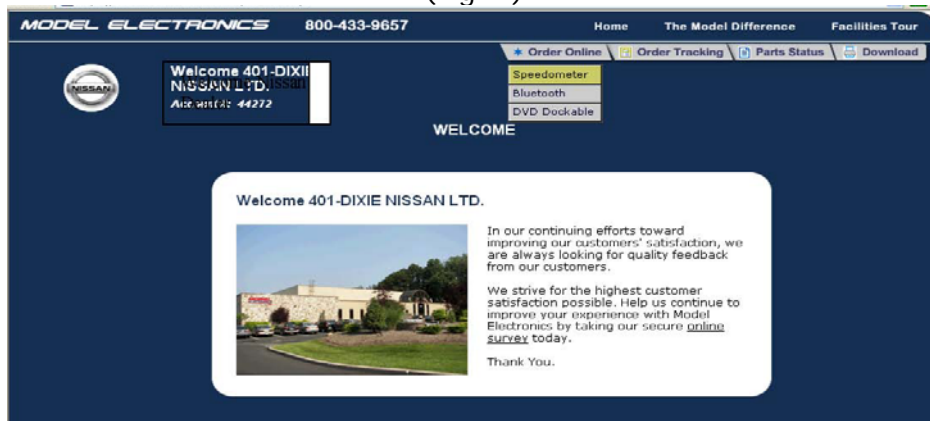 MODEL ELECTRONICS 800-433-9657 Home The Model Difference Facilities Tour
Order Online Order Tracking Parts Status Download
NISSAN
Welcome 401-DIXIE
NISSAN LTD.
44272
Speedometer
Bluetooth
DVD Dockable
WELCOME
Welcome 401-DIXIE NISSAN LTD.
In our continuing efforts toward
improving our customers' satisfaction, we
are always looking for quality feedback
from our customers.
We strive for the highest customer
satisfaction possible. Help us continue to
improve your experience with Model
Electronics by taking our secure online
survey today.
Thank You.